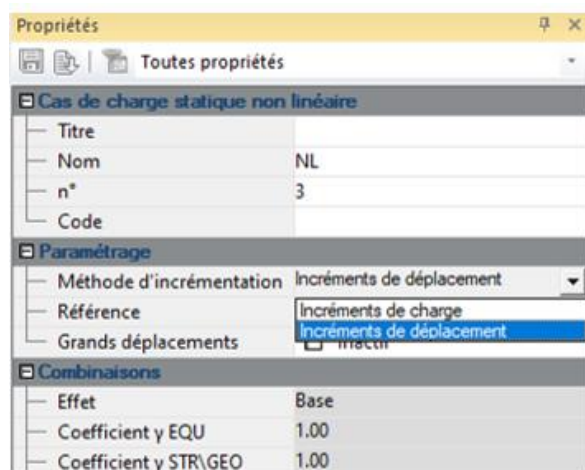 Propriétés
Toutes propriétés
Cas de charge statique non linéaire
Titre
Nom NL
n° 3
Code
Paramétrage
Méthode d'incrémentation Incréments de déplacement
Référence Incréments de charge
Incréments de déplacement
Grands déplacements Inactif
Combinaisons
Effet Base
Coefficient γ EQU 1.00
Coefficient γ STR\GEO 1.00